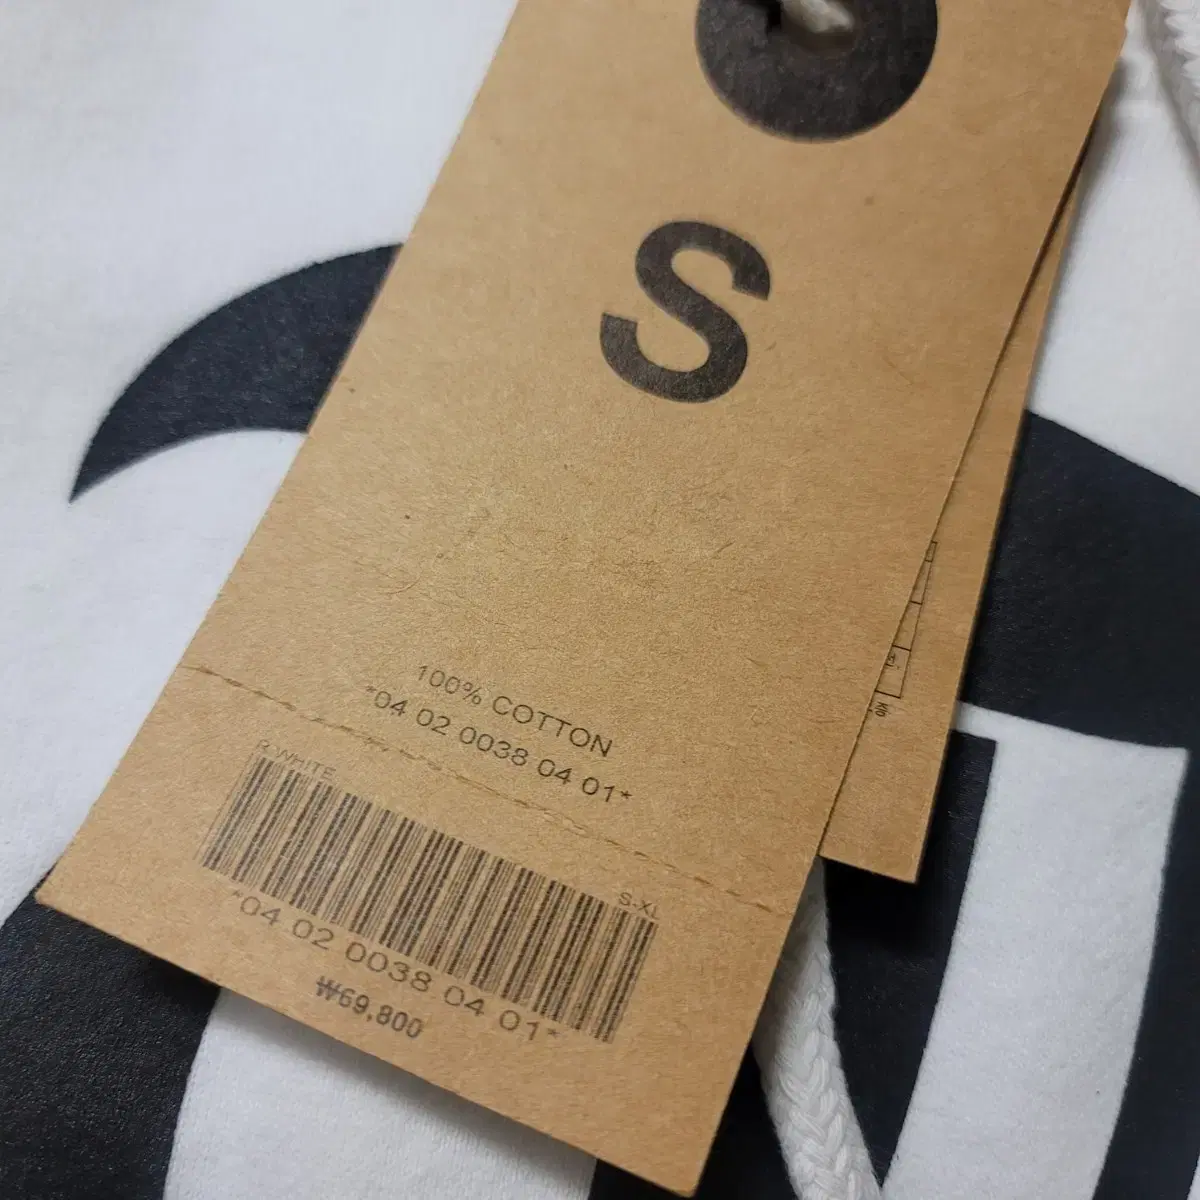 S
100% COTTON
*04 02 0038 04 01*
R.WHITE
S-XL
*04 02 0038 04 01*
₩69,800